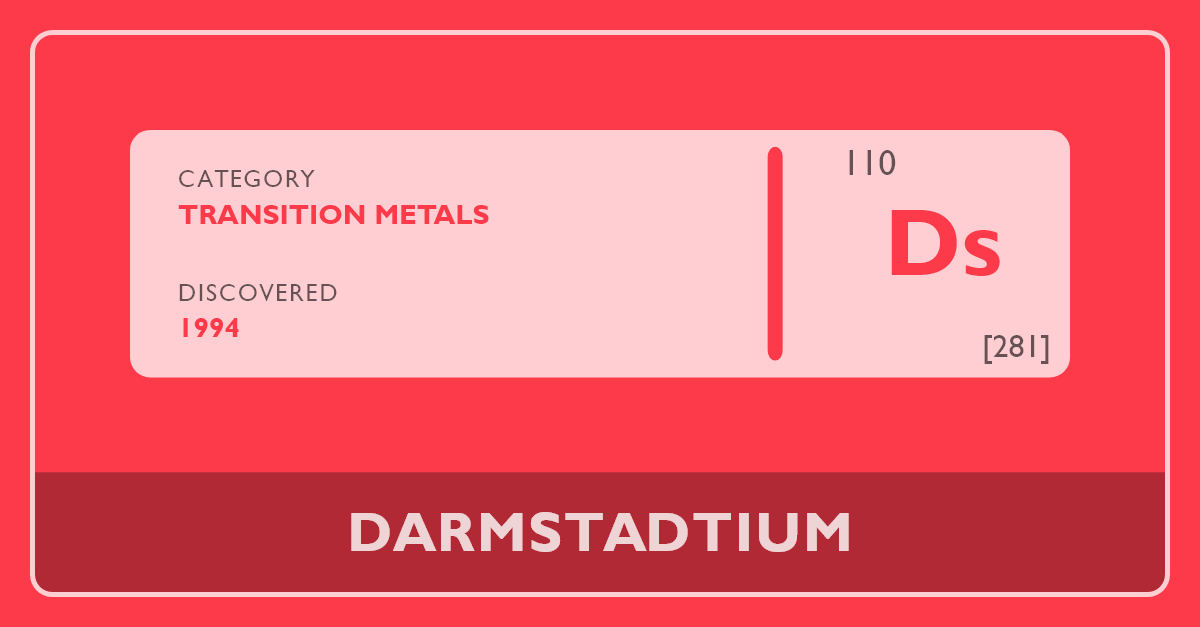 CATEGORY
TRANSITION METALS
DISCOVERED
1994
110
Ds
[281]
DARMSTADTIUM